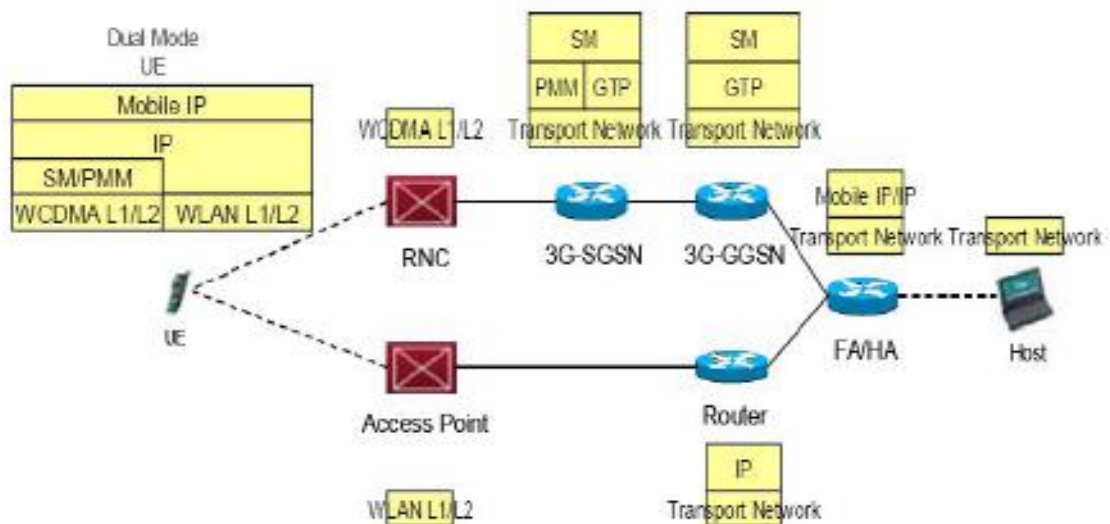 Dual Mode
UE
Mobile IP
IP
SM/PMM
WCDMA L1/L2 WLAN L1/L2
WCDMA L1/L2
SM
PMM GTP
Transport Network
SM
GTP
Transport Network
Mobile IP/IP
Transport Network
Transport Network
RNC
3G-SGSN
3G-GGSN
UE
FA/HA
Host
Access Point
Router
WLAN L1/L2
IP
Transport Network